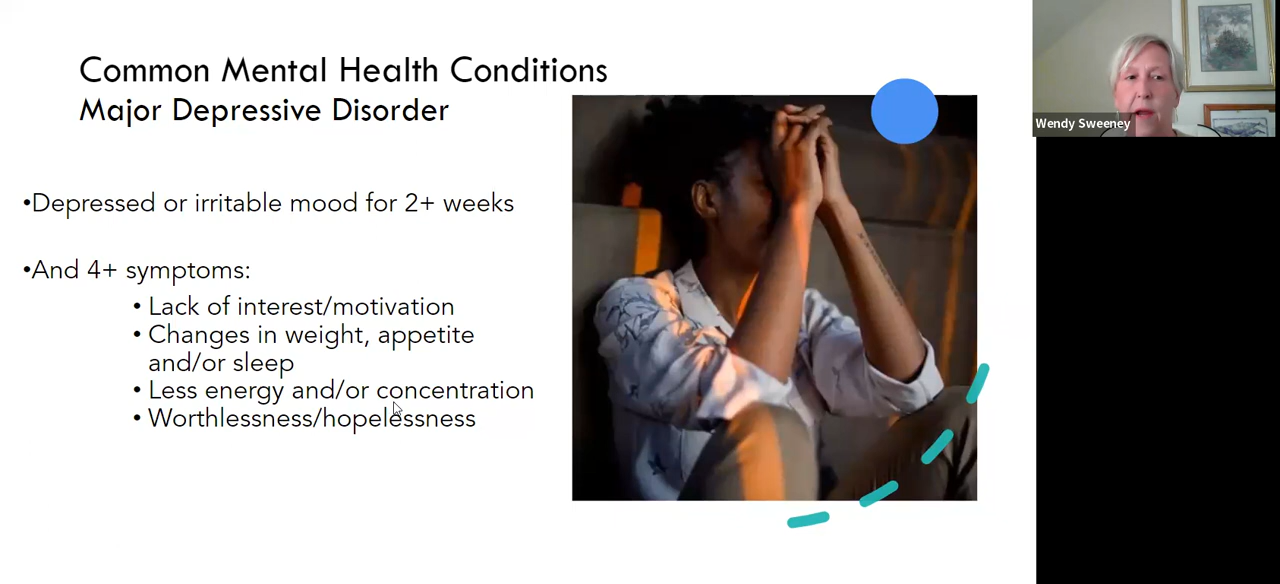 Common Mental Health Conditions
Major Depressive Disorder
•Depressed or irritable mood for 2+ weeks
•And 4+ symptoms:
• Lack of interest/motivation
• Changes in weight, appetite
and/or sleep
• Less energy and/or concentration
• Worthlessness/hopelessness
Wendy Sweeney